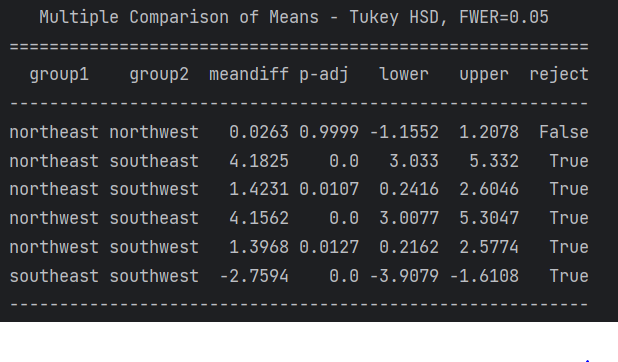 Multiple Comparison of Means - Tukey HSD, FWER=0.05
==========================================================
group1 group2 meandiff p-adj lower upper reject
----------------------------------------------------------
northeast northwest 0.0263 0.9999 -1.1552 1.2078 False
northeast southeast 4.1825 0.0 3.033 5.332 True
northeast southwest 1.4231 0.0107 0.2416 2.6046 True
northwest southeast 4.1562 0.0 3.0077 5.3047 True
northwest southwest 1.3968 0.0127 0.2162 2.5774 True
southeast southwest -2.7594 0.0 -3.9079 -1.6108 True
----------------------------------------------------------